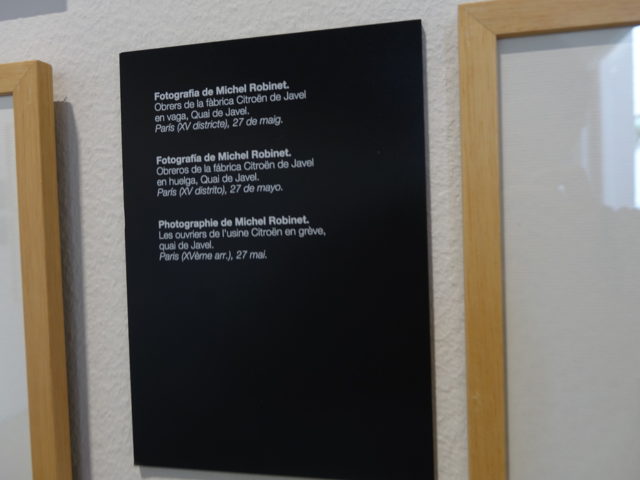 Fotografia de Michel Robinet.
Obrers de la fàbrica Citroën de Javel
en vaga, Quai de Javel.
París (XV districte), 27 de maig.
Fotografía de Michel Robinet.
Obreros de la fábrica Citroën de Javel
en huelga, Quai de Javel.
París (XV distrito), 27 de mayo.
Photographie de Michel Robinet.
Les ouvriers de l'usine Citroën en grève,
quai de Javel.
Paris (XVème arr.), 27 mai.